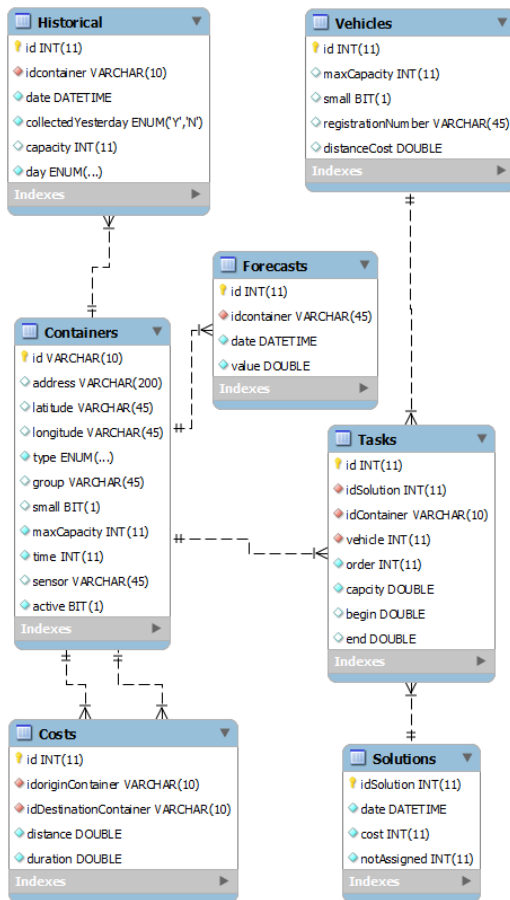 Historical
id INT(11)
idcontainer VARCHAR(10)
date DATETIME
collectedYesterday ENUM('Y','N')
capacity INT(11)
day ENUM(...)
Indexes
Vehicles
id INT(11)
maxCapacity INT(11)
small BIT(1)
registrationNumber VARCHAR(45)
distanceCost DOUBLE
Indexes
Forecasts
id INT(11)
idcontainer VARCHAR(45)
date DATETIME
value DOUBLE
Indexes
Containers
id VARCHAR(10)
address VARCHAR(200)
latitude VARCHAR(45)
longitude VARCHAR(45)
type ENUM(...)
group VARCHAR(45)
small BIT(1)
maxCapacity INT(11)
time INT(11)
sensor VARCHAR(45)
active BIT(1)
Indexes
Tasks
id INT(11)
idSolution INT(11)
idContainer VARCHAR(10)
vehicle INT(11)
order INT(11)
capcity DOUBLE
begin DOUBLE
end DOUBLE
Indexes
Costs
id INT(11)
idoriginContainer VARCHAR(10)
idDestinationContainer VARCHAR(10)
distance DOUBLE
duration DOUBLE
Indexes
Solutions
idSolution INT(11)
date DATETIME
cost INT(11)
notAssigned INT(11)
Indexes